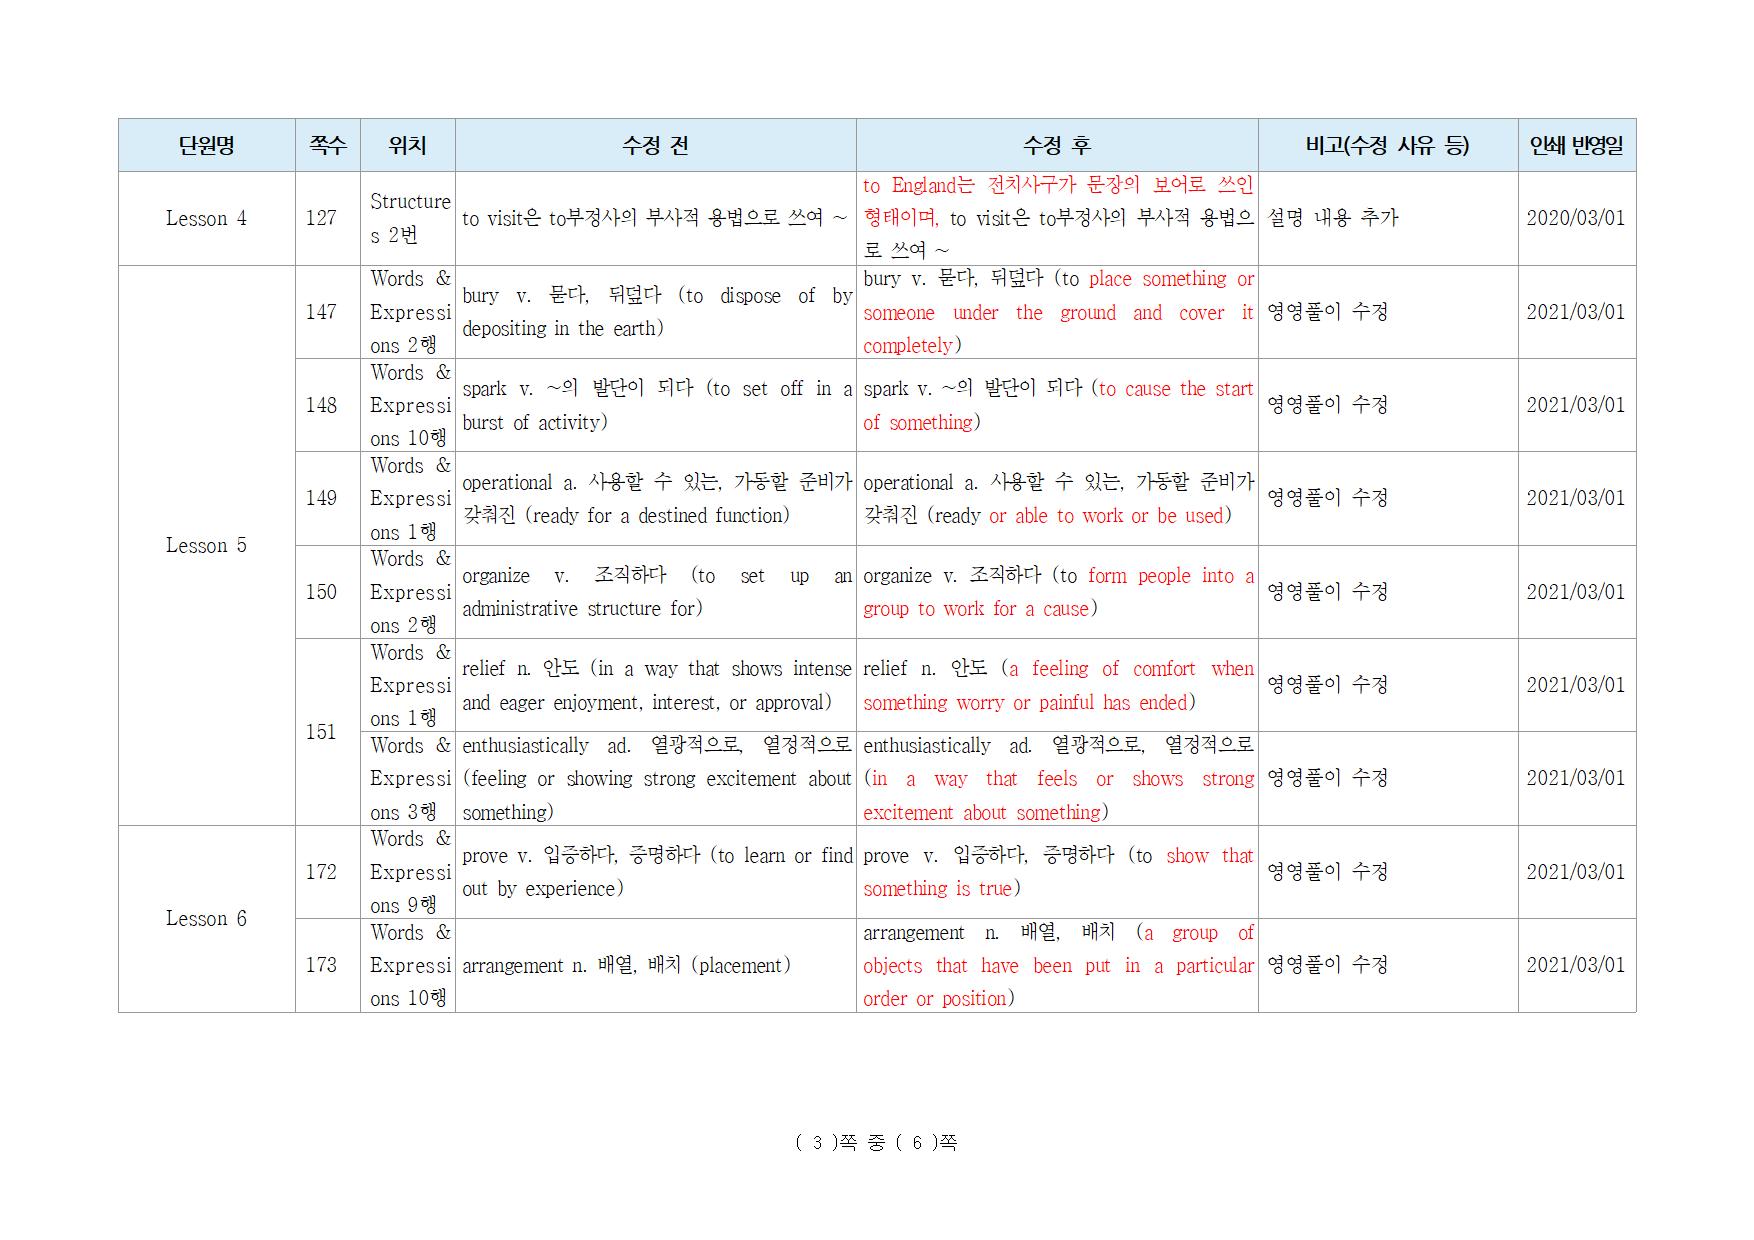 단원명 쪽수 위치 수정 전 수정 후 비고(수정 사유 등) 인쇄 반영일
Lesson 4
127
Structure
s 2번
to visit은 to부정사의 부사적 용법으로 쓰여 ~
to England는 전치사구가 문장의 보어로 쓰인
형태이며, to visit은 to부정사의 부사적 용법으
로 쓰여 ~
설명 내용 추가
2020/03/01
Lesson 5
147
Words &
Expressi
ons 2행
bury v. 묻다, 뒤덮다 (to dispose of by
depositing in the earth)
bury v. 묻다, 뒤덮다 (to place something or
someone under the ground and cover it
completely)
영영풀이 수정
2021/03/01
148
Words &
Expressi
ons 10행
spark v. ~의 발단이 되다 (to set off in a
burst of activity)
spark v. ~의 발단이 되다 (to cause the start
of something)
영영풀이 수정
2021/03/01
149
Words &
Expressi
ons 1행
operational a. 사용할 수 있는, 가동할 준비가
갖춰진 (ready for a destined function)
operational a. 사용할 수 있는, 가동할 준비가
갖춰진 (ready or able to work or be used)
영영풀이 수정
2021/03/01
150
Words &
Expressi
ons 2행
organize v. 조직하다 (to set up an
administrative structure for)
organize v. 조직하다 (to form people into a
group to work for a cause)
영영풀이 수정
2021/03/01
151
Words &
Expressi
ons 1행
relief n. 안도 (in a way that shows intense
and eager enjoyment, interest, or approval)
relief n. 안도 (a feeling of comfort when
something worry or painful has ended)
영영풀이 수정
2021/03/01
Words &
Expressi
ons 3행
enthusiastically ad. 열광적으로, 열정적으로
(feeling or showing strong excitement about
something)
enthusiastically ad. 열광적으로, 열정적으로
(in a way that feels or shows strong
excitement about something)
영영풀이 수정
2021/03/01
Lesson 6
172
Words &
Expressi
ons 9행
prove v. 입증하다, 증명하다 (to learn or find
out by experience)
prove v. 입증하다, 증명하다 (to show that
something is true)
영영풀이 수정
2021/03/01
173
Words &
Expressi
ons 10행
arrangement n. 배열, 배치 (placement)
arrangement n. 배열, 배치 (a group of
objects that have been put in a particular
order or position)
영영풀이 수정
2021/03/01
( 3 )쪽 중 ( 6 )쪽